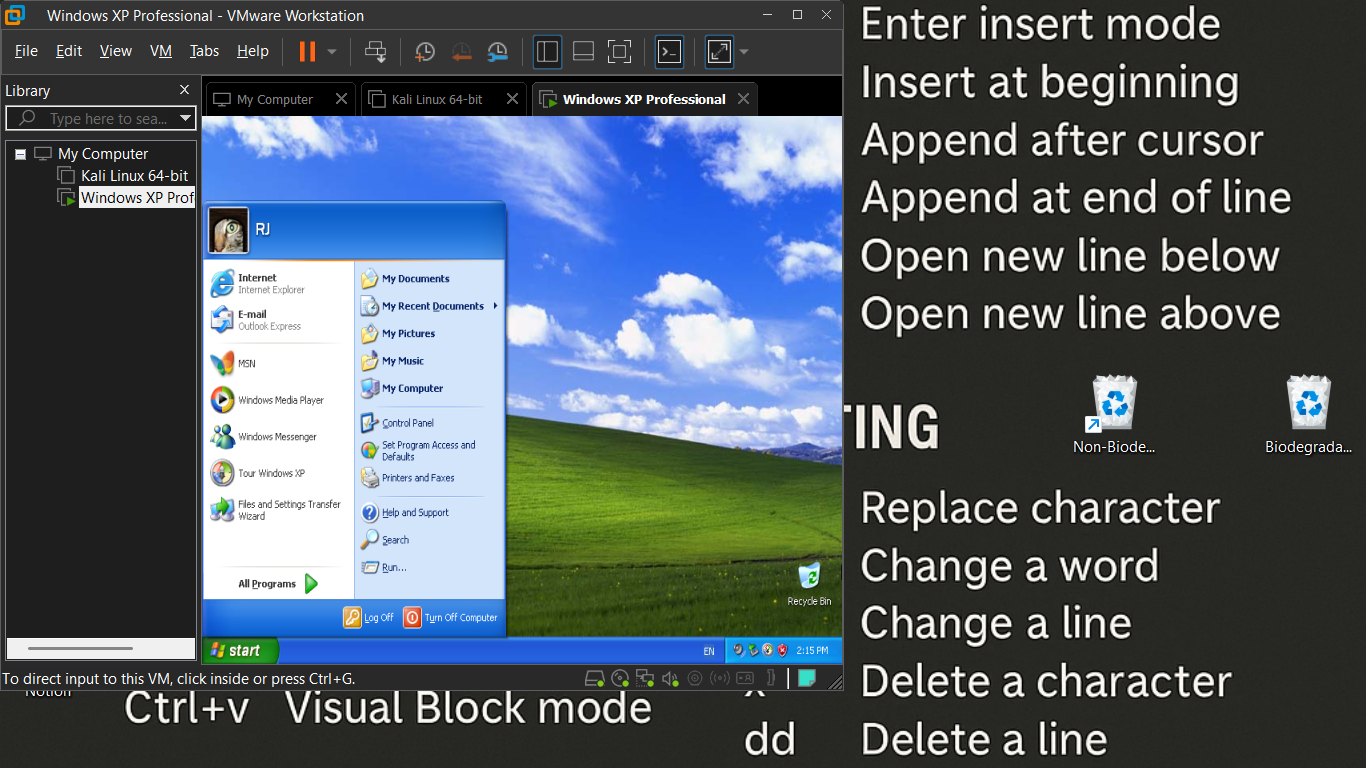 Windows XP Professional - VMware Workstation
File Edit View VM Tabs Help
Library
Type here to sea...
My Computer
Kali Linux 64-bit
Windows XP Prof
My Computer
Kali Linux 64-bit
Windows XP Professional
RJ
Internet
Internet Explorer
E-mail
Outlook Express
MSN
Windows Media Player
Windows Messenger
Tour Windows XP
Files and Settings Transfer
Wizard
All Programs
My Documents
My Recent Documents
My Pictures
My Music
My Computer
Control Panel
Set Program Access and
Defaults
Printers and Faxes
Help and Support
Search
Run...
Log Off
Turn Off Computer
Recycle Bin
start
EN
2:15 PM
To direct input to this VM, click inside or press Ctrl+G.
Notion
Ctrl+v Visual Block mode
Enter insert mode
Insert at beginning
Append after cursor
Append at end of line
Open new line below
Open new line above
TING
Non-Biode...
Biodegrada...
Replace character
Change a word
Change a line
x Delete a character
dd Delete a line